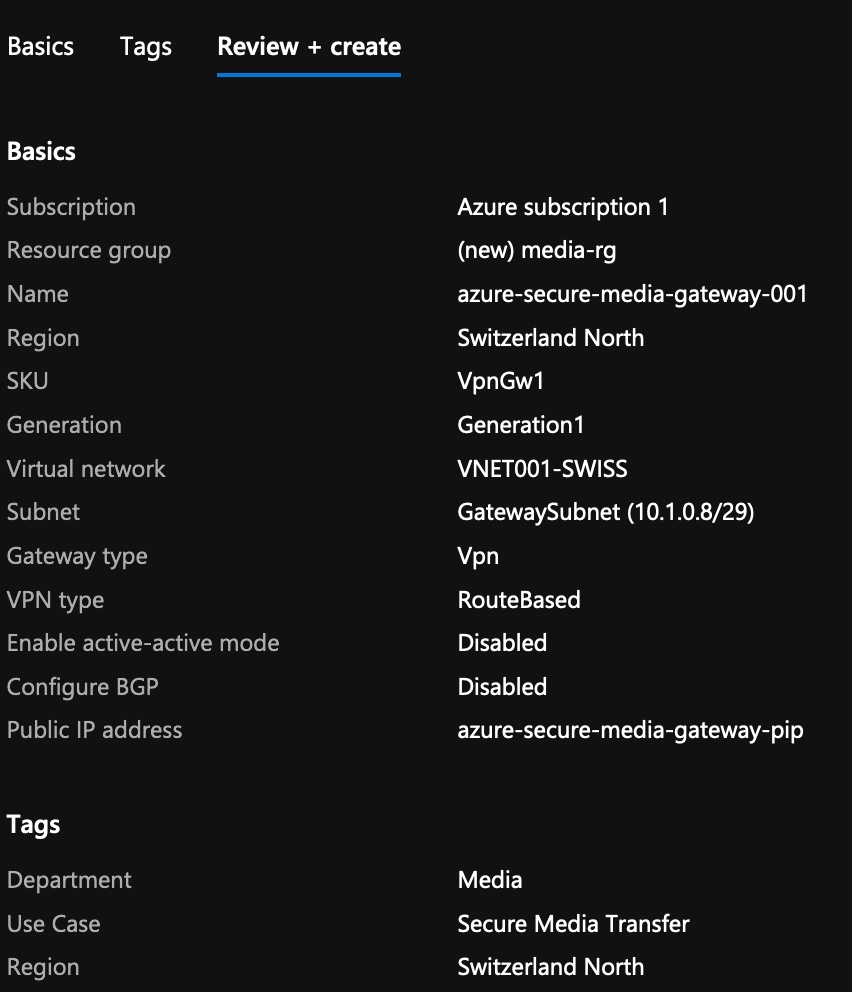 Basics Tags Review + create
Basics
Subscription Azure subscription 1
Resource group (new) media-rg
Name azure-secure-media-gateway-001
Region Switzerland North
SKU VpnGw1
Generation Generation1
Virtual network VNET001-SWISS
Subnet GatewaySubnet (10.1.0.8/29)
Gateway type Vpn
VPN type RouteBased
Enable active-active mode Disabled
Configure BGP Disabled
Public IP address azure-secure-media-gateway-pip
Tags
Department Media
Use Case Secure Media Transfer
Region Switzerland North